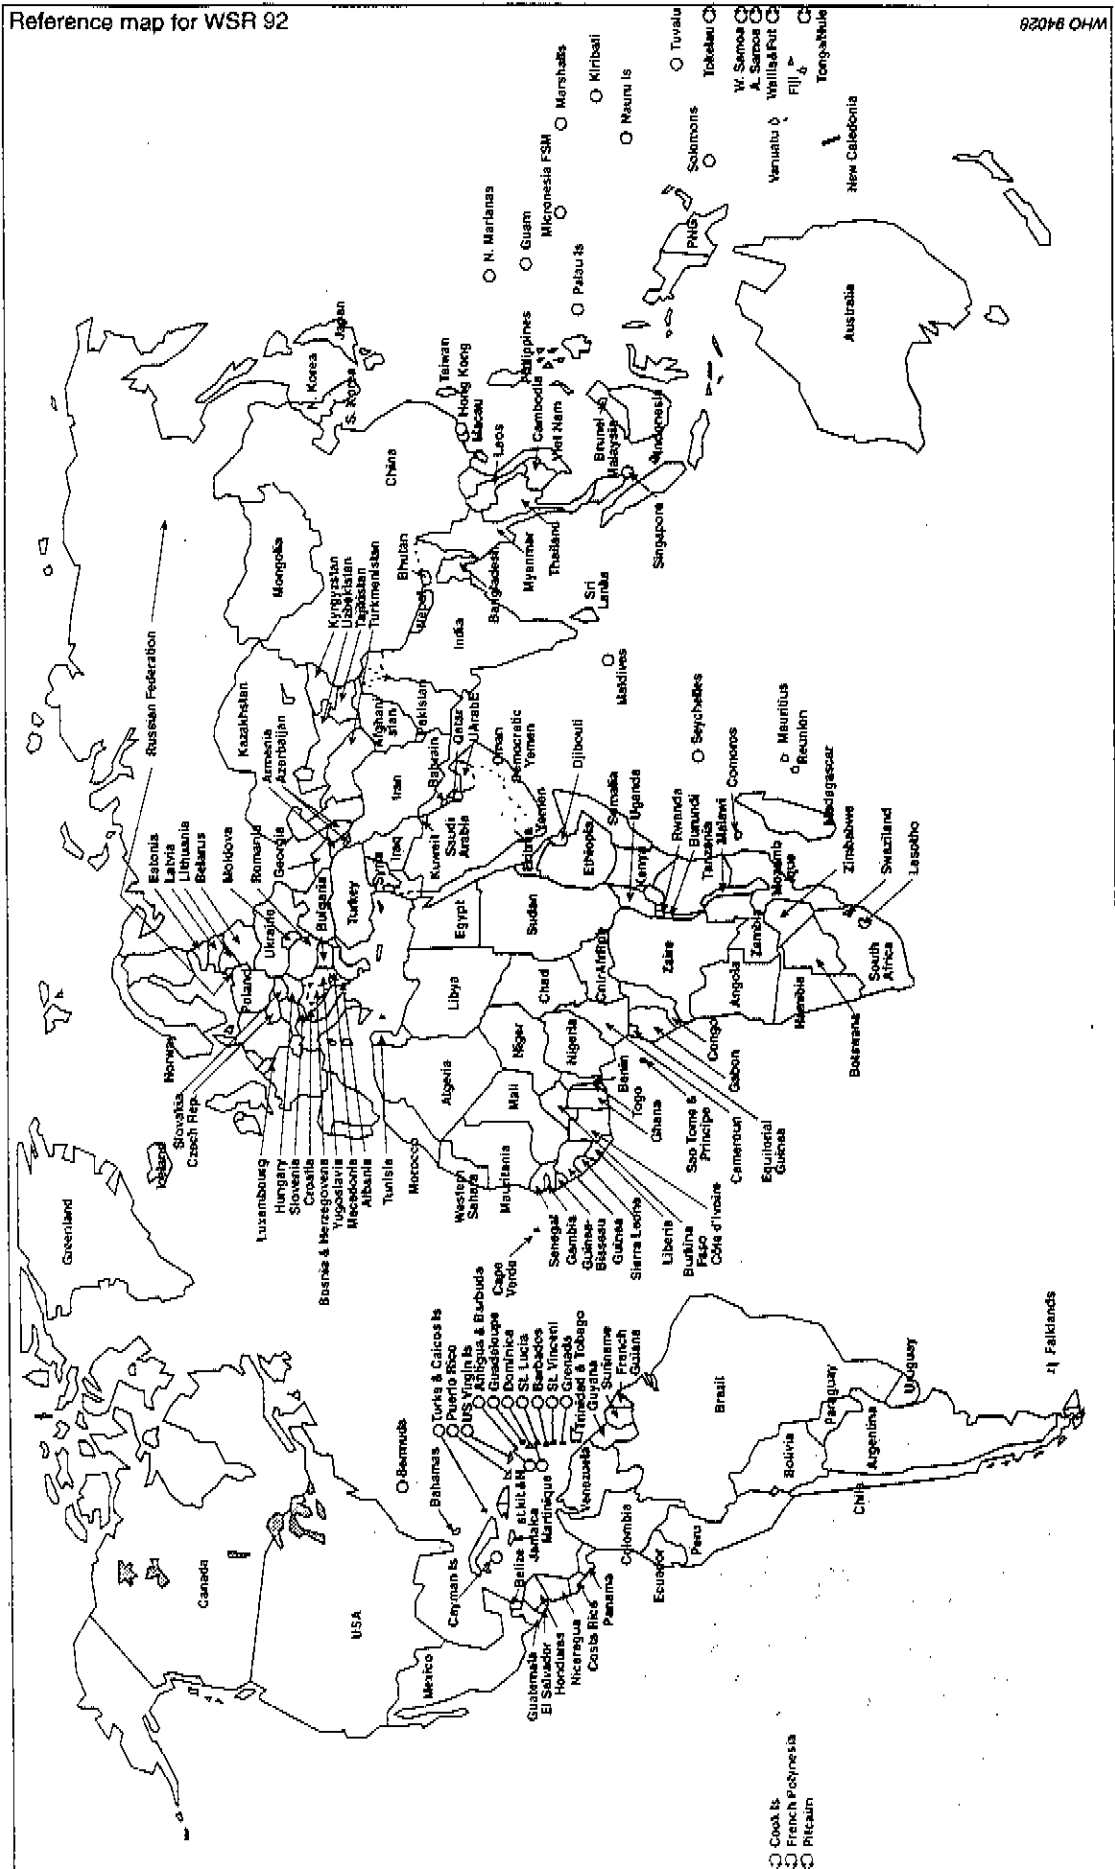 Reference map for WSR 92
WHO 94028
Greenland
Iceland
Canada
USA
Mexico
Bermuda
Bahamas
Turks & Caicos Is
Puerto Rico
US Virgin Is
Antigua & Barbuda
Guadeloupe
Dominica
St. Lucia
Barbados
St. Vincent
Grenada
Trinidad & Tobago
Guyana
Suriname
French
Guiana
Cayman Is
Belize
Jamaica
Martinique
Guatemala
El Salvador
Honduras
Nicaragua
Costa Rica
Panama
Venezuela
Colombia
Ecuador
Peru
Brazil
Bolivia
Paraguay
Uruguay
Argentina
Chile
Falklands
Cook Is
French Polynesia
Pitcairn
Norway
Slovakia
Czech Rep.
Luxembourg
Hungary
Slovenia
Croatia
Bosnia & Herzegovena
Yugoslavia
Macedonia
Albania
Tunisia
Morocco
Western
Sahara
Mauritania
Cape
Verde
Senegal
Gambia
Guinea-
Bissau
Guinea
Sierra Leone
Liberia
Burkina
Faso
Côte d'Ivoire
Ghana
Togo
Benin
Sao Tome &
Principe
Cameroun
Equitorial
Guinea
Gabon
Congo
Algeria
Mali
Niger
Nigeria
Libya
Chad
Egypt
Sudan
Zaire
Angola
Zambia
Namibia
Botswana
South
Africa
Lasotho
Swaziland
Zimbabwe
Madagascar
Reunion
Mauritius
Comoros
Seychelles
Malawi
Tanzania
Burundi
Rwanda
Kenya
Uganda
Somalia
Ethiopia
Djibouti
Yemen
Democratic
Yemen
Oman
UArabE
Qatar
Bahrain
Saudi
Arabia
Kuweit
Iraq
Syria
Turkey
Iran
Estonia
Latvia
Lithuania
Belarus
Moldova
Romania
Georgia
Armenia
Azerbaijan
Poland
Ukraine
Bulgaria
Russian Federation
Kazakhstan
Kyrgyzstan
Uzbekistan
Tajikistan
Turkmenistan
Afghani
stan
Pakistan
India
Nepal
Bhutan
Bangladesh
Sri
Lanka
Maldives
Mongolia
China
N. Korea
S. Korea
Japan
Taiwan
Hong Kong
Macau
Laos
Myanmar
Thailand
Cambodia
Viet Nam
Philippines
Brunei
Malaysia
Indonesia
Singapore
PNG
Australia
N. Marianas
Guam
Micronesia FSM
Palau Is
Marshalls
Kiribati
Nauru Is
Solomons
Tuvalu
Tokelau
W. Samoa
A. Samoa
Wallis&Fut
Fiji
Vanuatu
New Caledonia